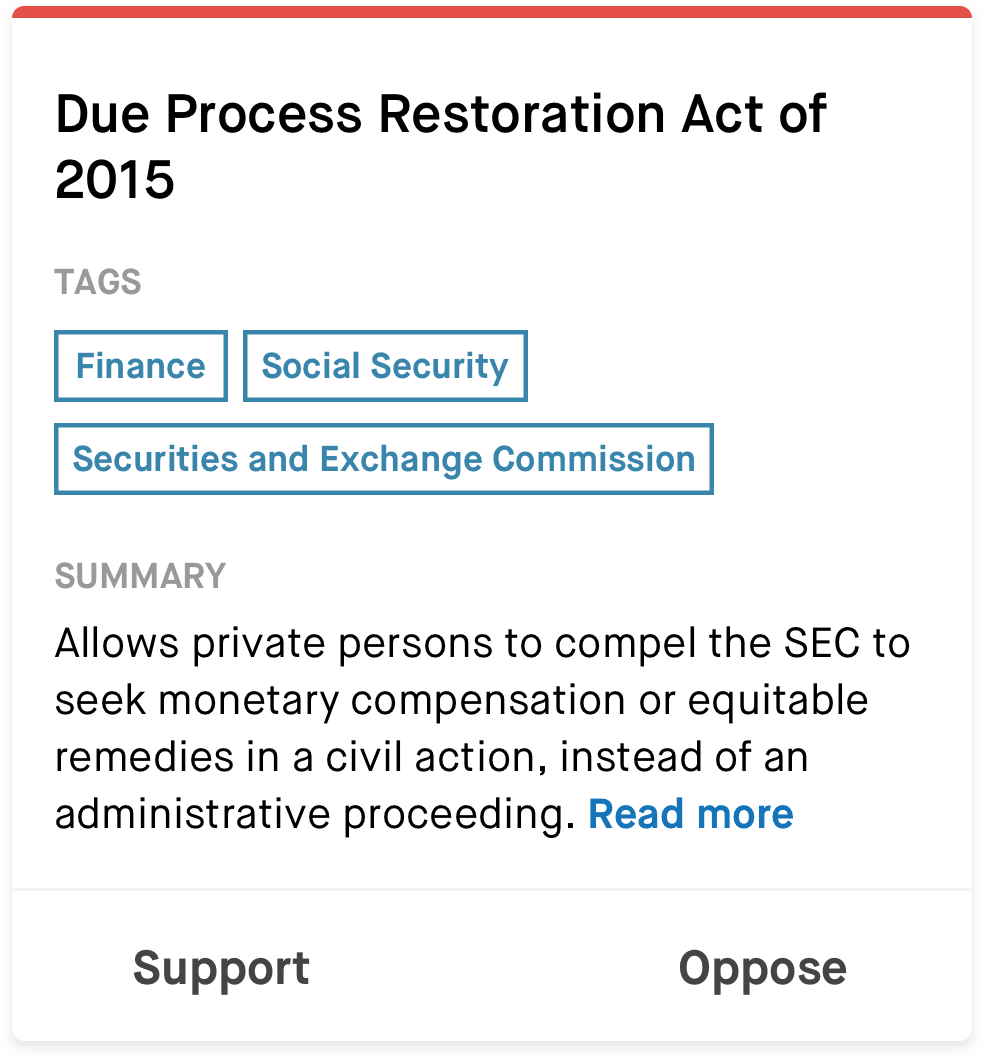 Due Process Restoration Act of
2015
TAGS
Finance
Social Security
Securities and Exchange Commission
SUMMARY
Allows private persons to compel the SEC to
seek monetary compensation or equitable
remedies in a civil action, instead of an
administrative proceeding. Read more
Support
Oppose